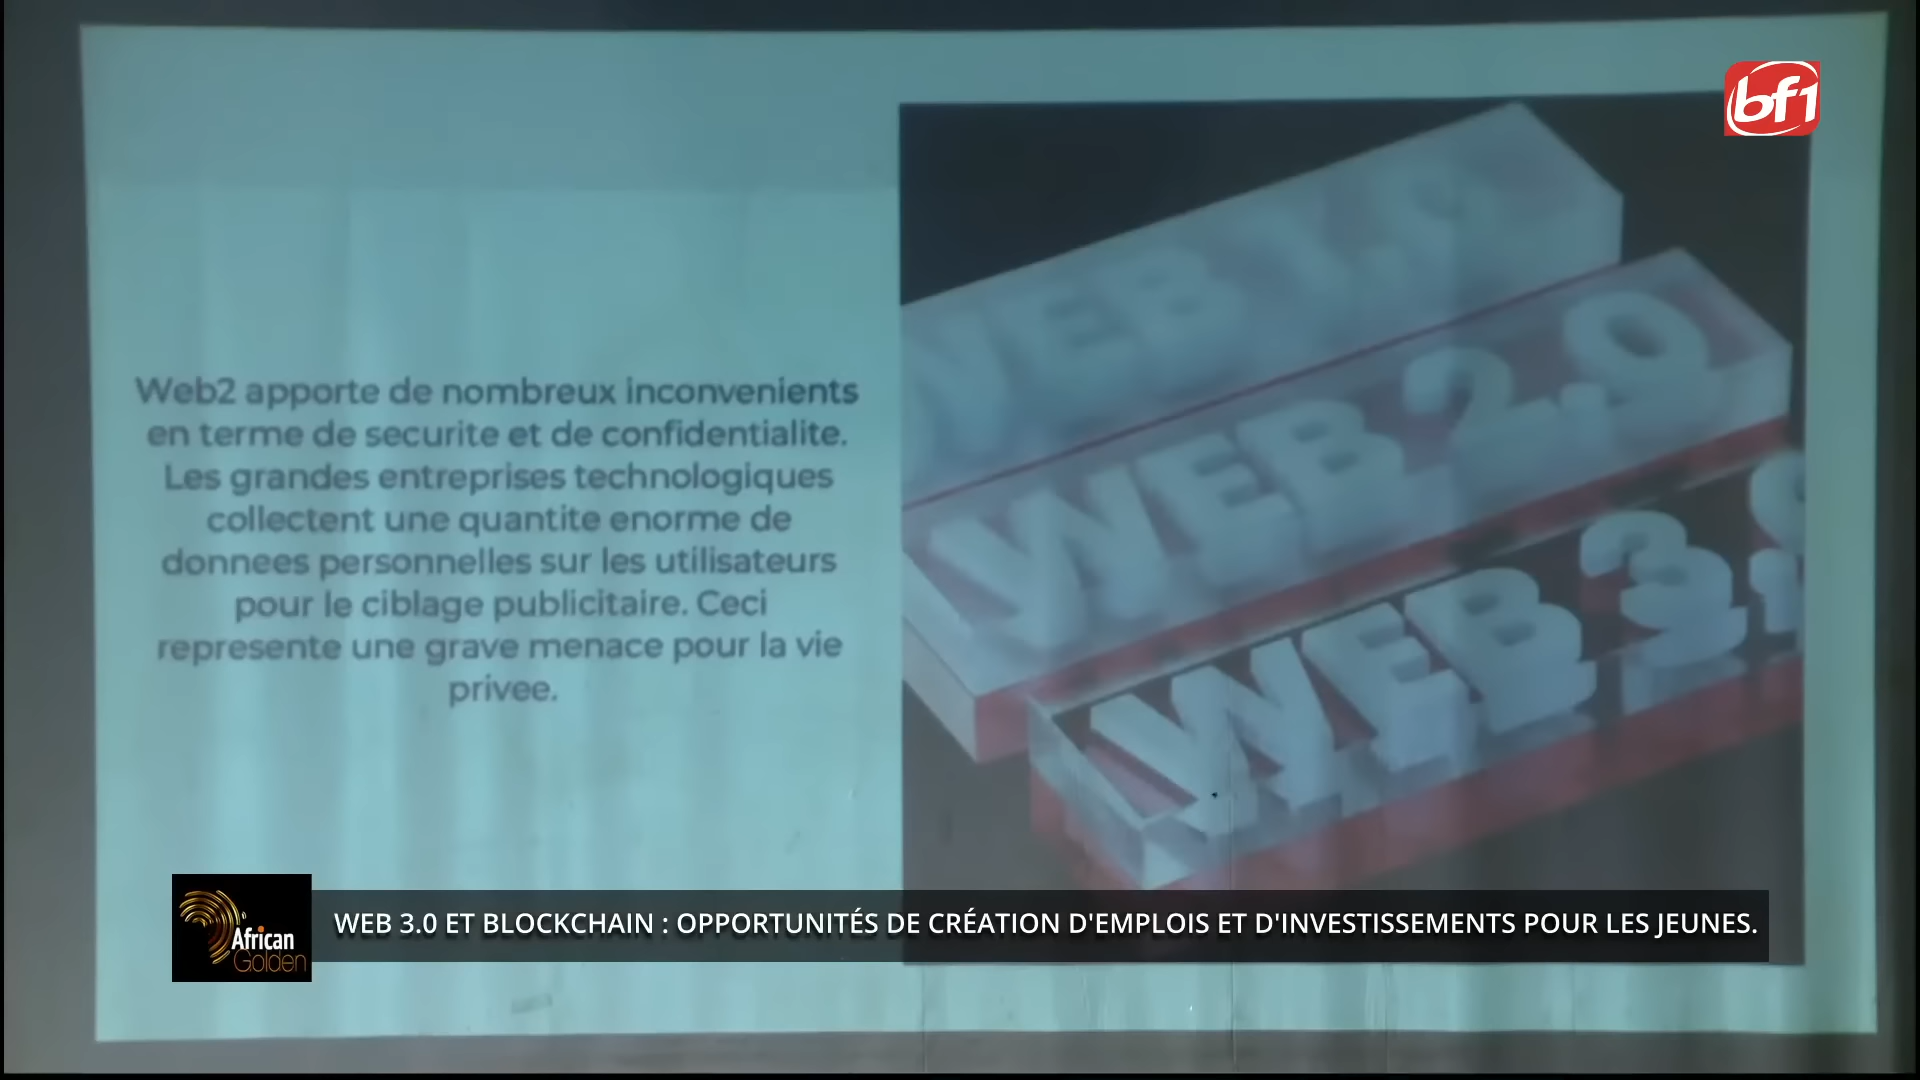 bf1
WEB 1.0
WEB 2.0
WEB 3.
Web2 apporte de nombreux inconvenients
en terme de securite et de confidentialite.
Les grandes entreprises technologiques
collectent une quantite enorme de
donnees personnelles sur les utilisateurs
pour le ciblage publicitaire. Ceci
represente une grave menace pour la vie
privee.
African
Golden
WEB 3.0 ET BLOCKCHAIN : OPPORTUNITÉS DE CRÉATION D'EMPLOIS ET D'INVESTISSEMENTS POUR LES JEUNES.